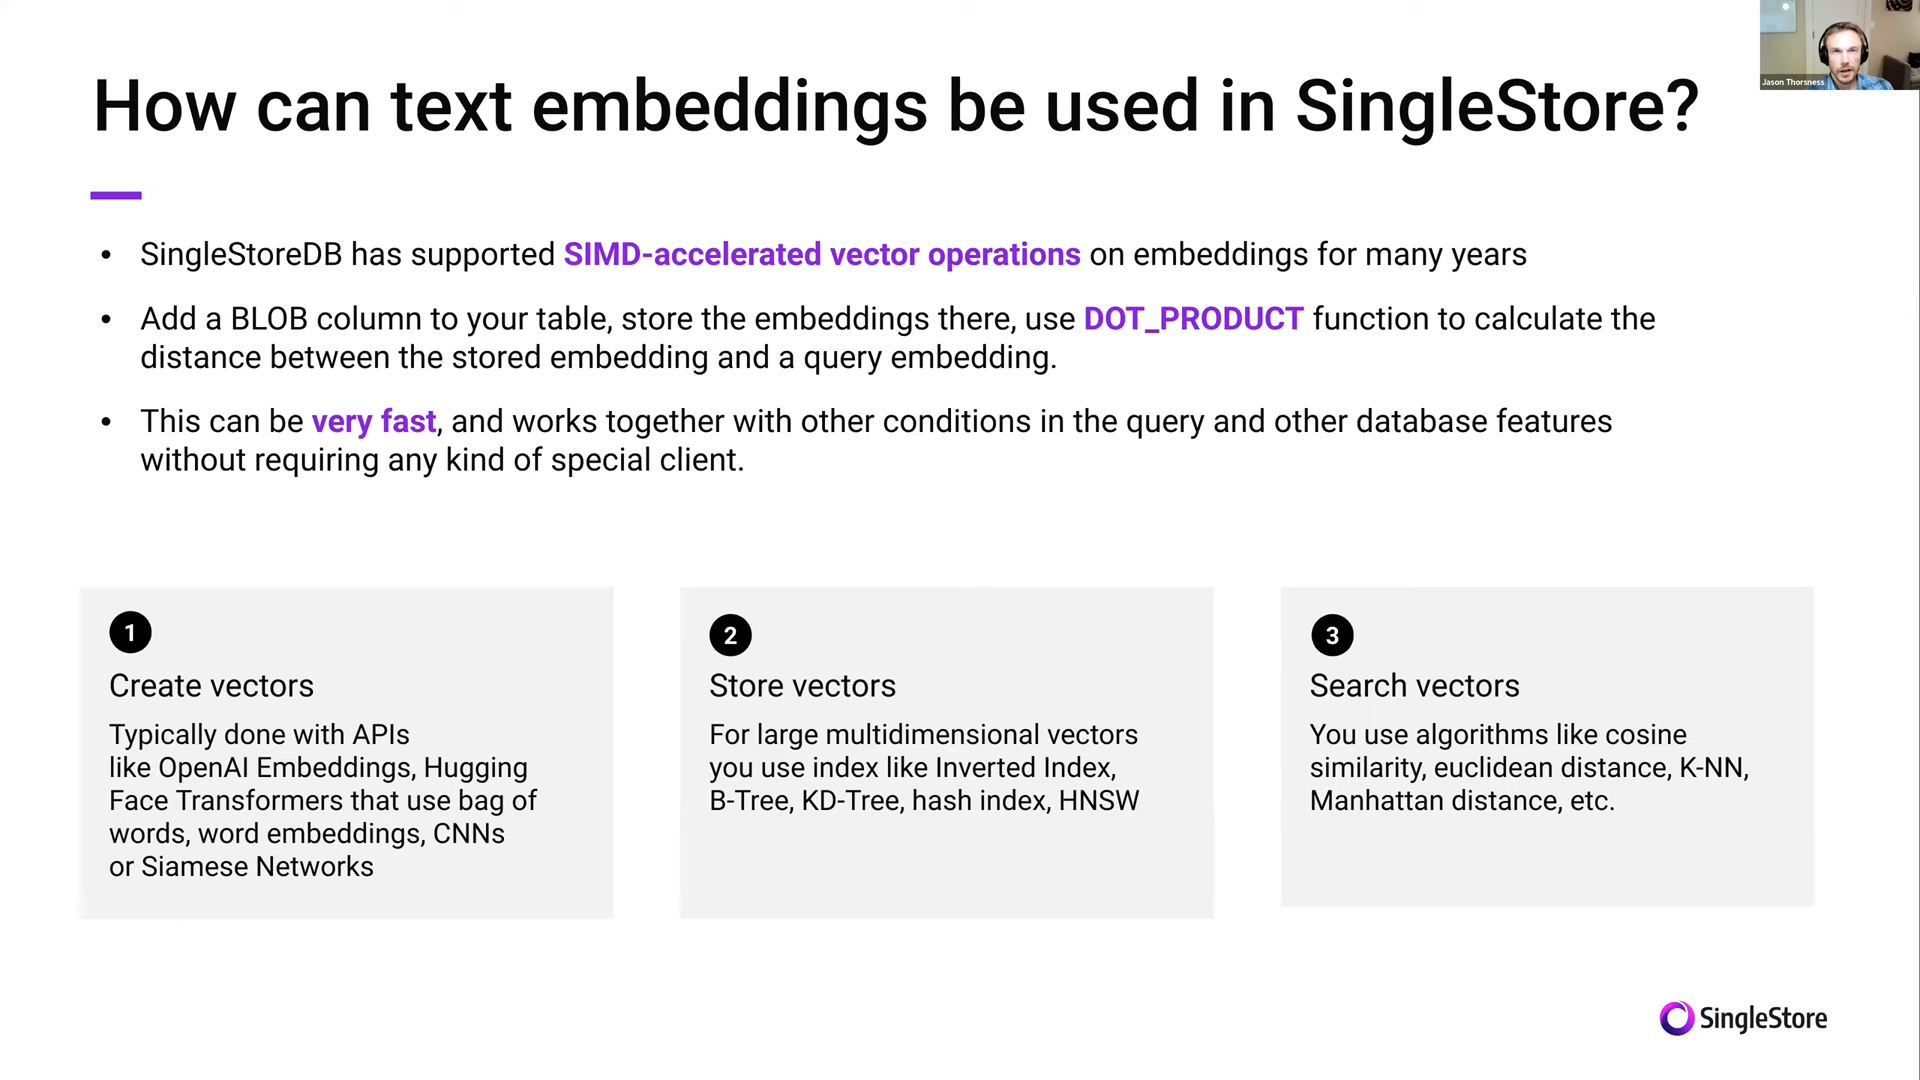 Jason Thorsness
How can text embeddings be used in SingleStore?
• SingleStoreDB has supported SIMD-accelerated vector operations on embeddings for many years
• Add a BLOB column to your table, store the embeddings there, use DOT_PRODUCT function to calculate the
distance between the stored embedding and a query embedding.
• This can be very fast, and works together with other conditions in the query and other database features
without requiring any kind of special client.
1
Create vectors
Typically done with APIs
like OpenAI Embeddings, Hugging
Face Transformers that use bag of
words, word embeddings, CNNs
or Siamese Networks
2
Store vectors
For large multidimensional vectors
you use index like Inverted Index,
B-Tree, KD-Tree, hash index, HNSW
3
Search vectors
You use algorithms like cosine
similarity, euclidean distance, K-NN,
Manhattan distance, etc.
SingleStore